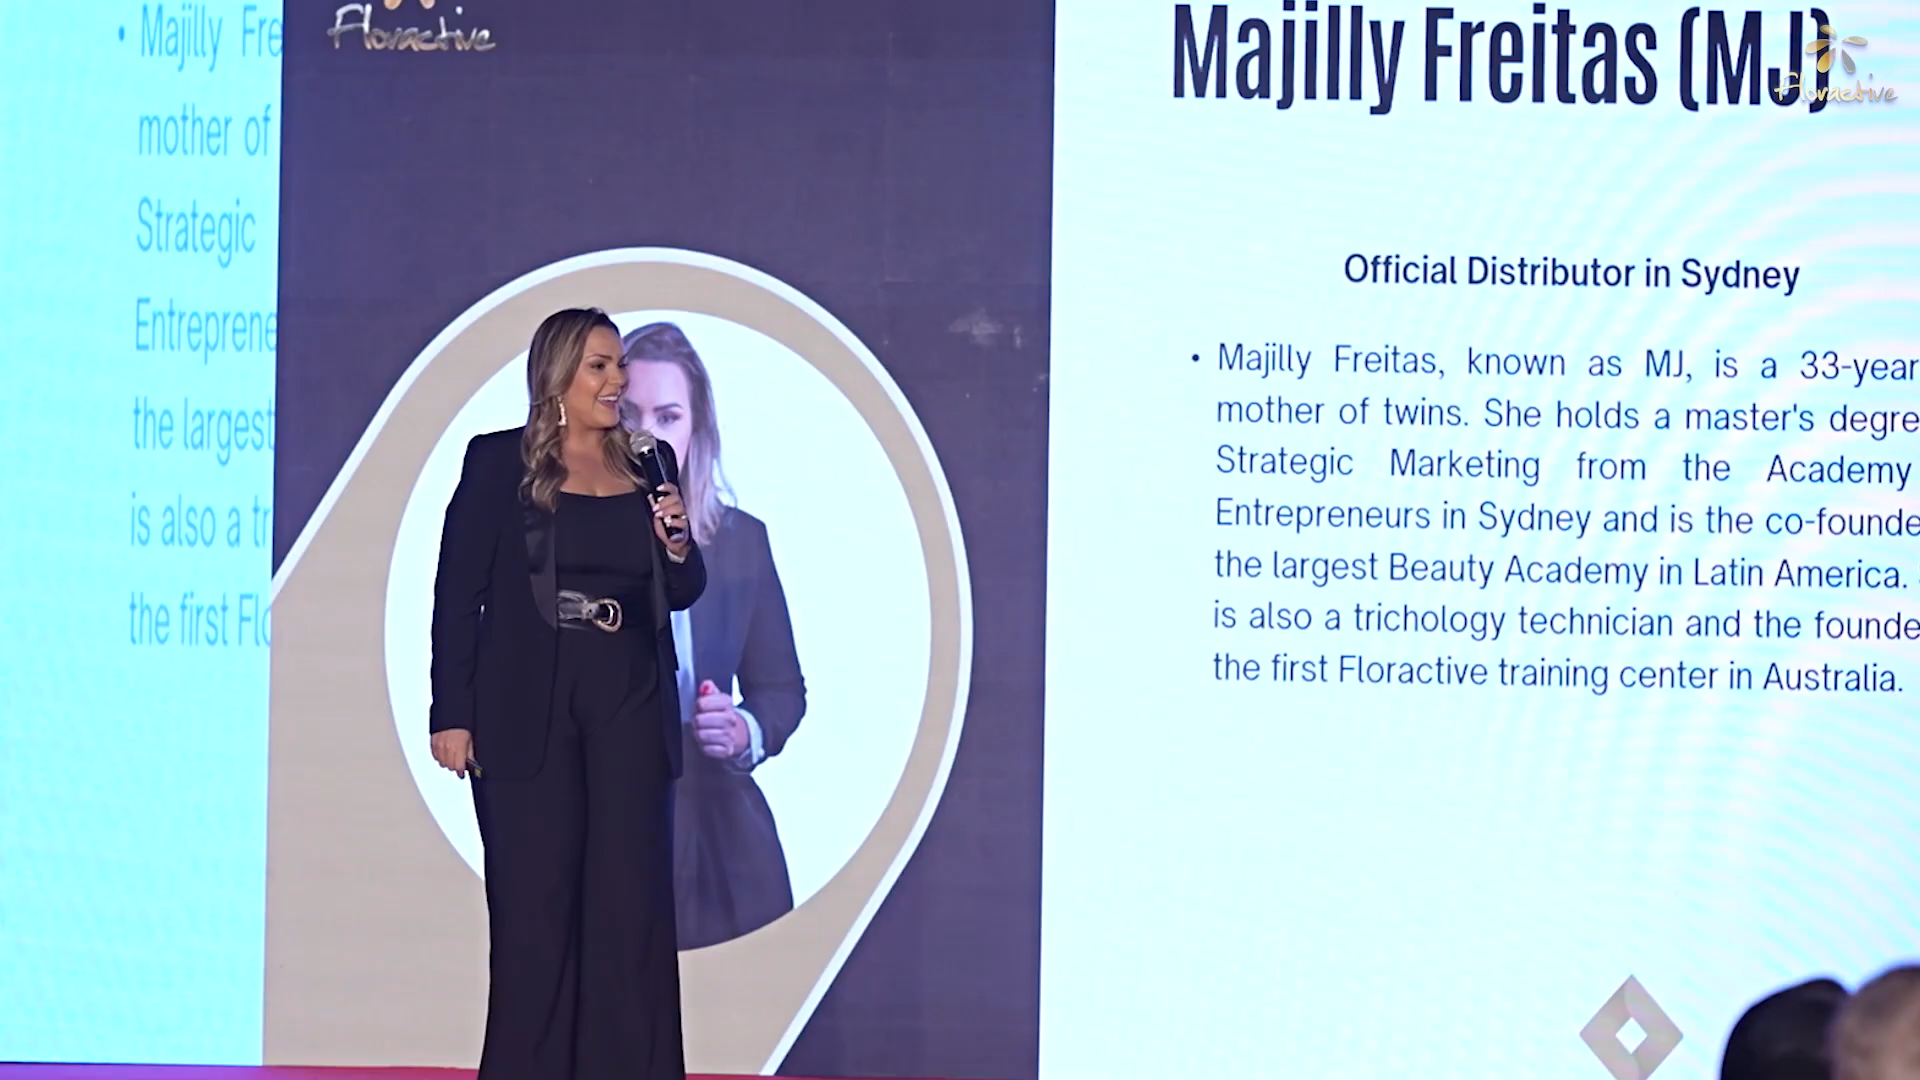 • Majilly Fre
mother of
Strategic
Entreprene
the largest
is also a tr
the first Flo
Floractive
Majilly Freitas (MJ)
Floractive
Official Distributor in Sydney
• Majilly Freitas, known as MJ, is a 33-year
mother of twins. She holds a master's degre
Strategic Marketing from the Academy
Entrepreneurs in Sydney and is the co-founde
the largest Beauty Academy in Latin America.
is also a trichology technician and the founde
the first Floractive training center in Australia.